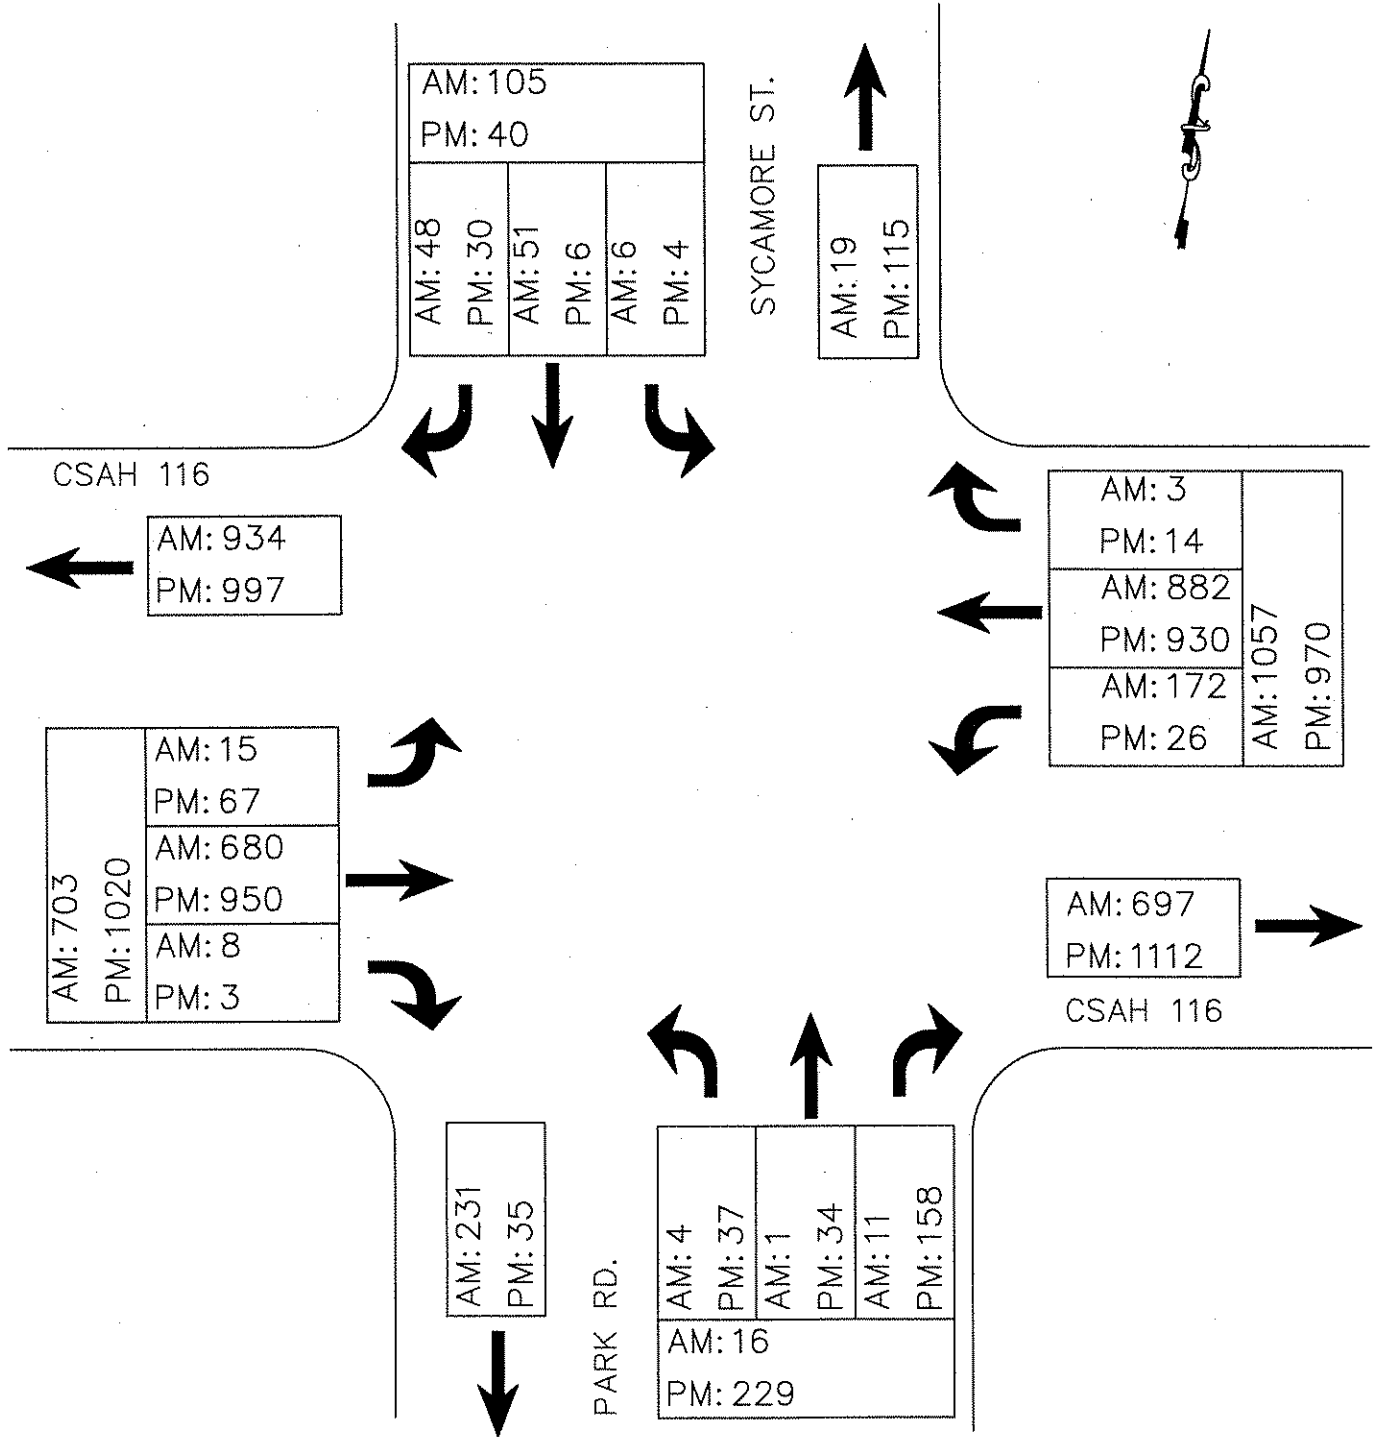 AM: 105
PM: 40
AM: 48
PM: 30
AM: 51
PM: 6
AM: 6
PM: 4
SYCAMORE ST.
AM: 19
PM: 115
CSAH 116
AM: 934
PM: 997
AM: 3
PM: 14
AM: 882
PM: 930
AM: 172
PM: 26
AM: 1057
PM: 970
AM: 703
PM: 1020
AM: 15
PM: 67
AM: 680
PM: 950
AM: 8
PM: 3
AM: 697
PM: 1112
CSAH 116
AM: 231
PM: 35
PARK RD.
AM: 4
PM: 37
AM: 1
PM: 34
AM: 11
PM: 158
AM: 16
PM: 229